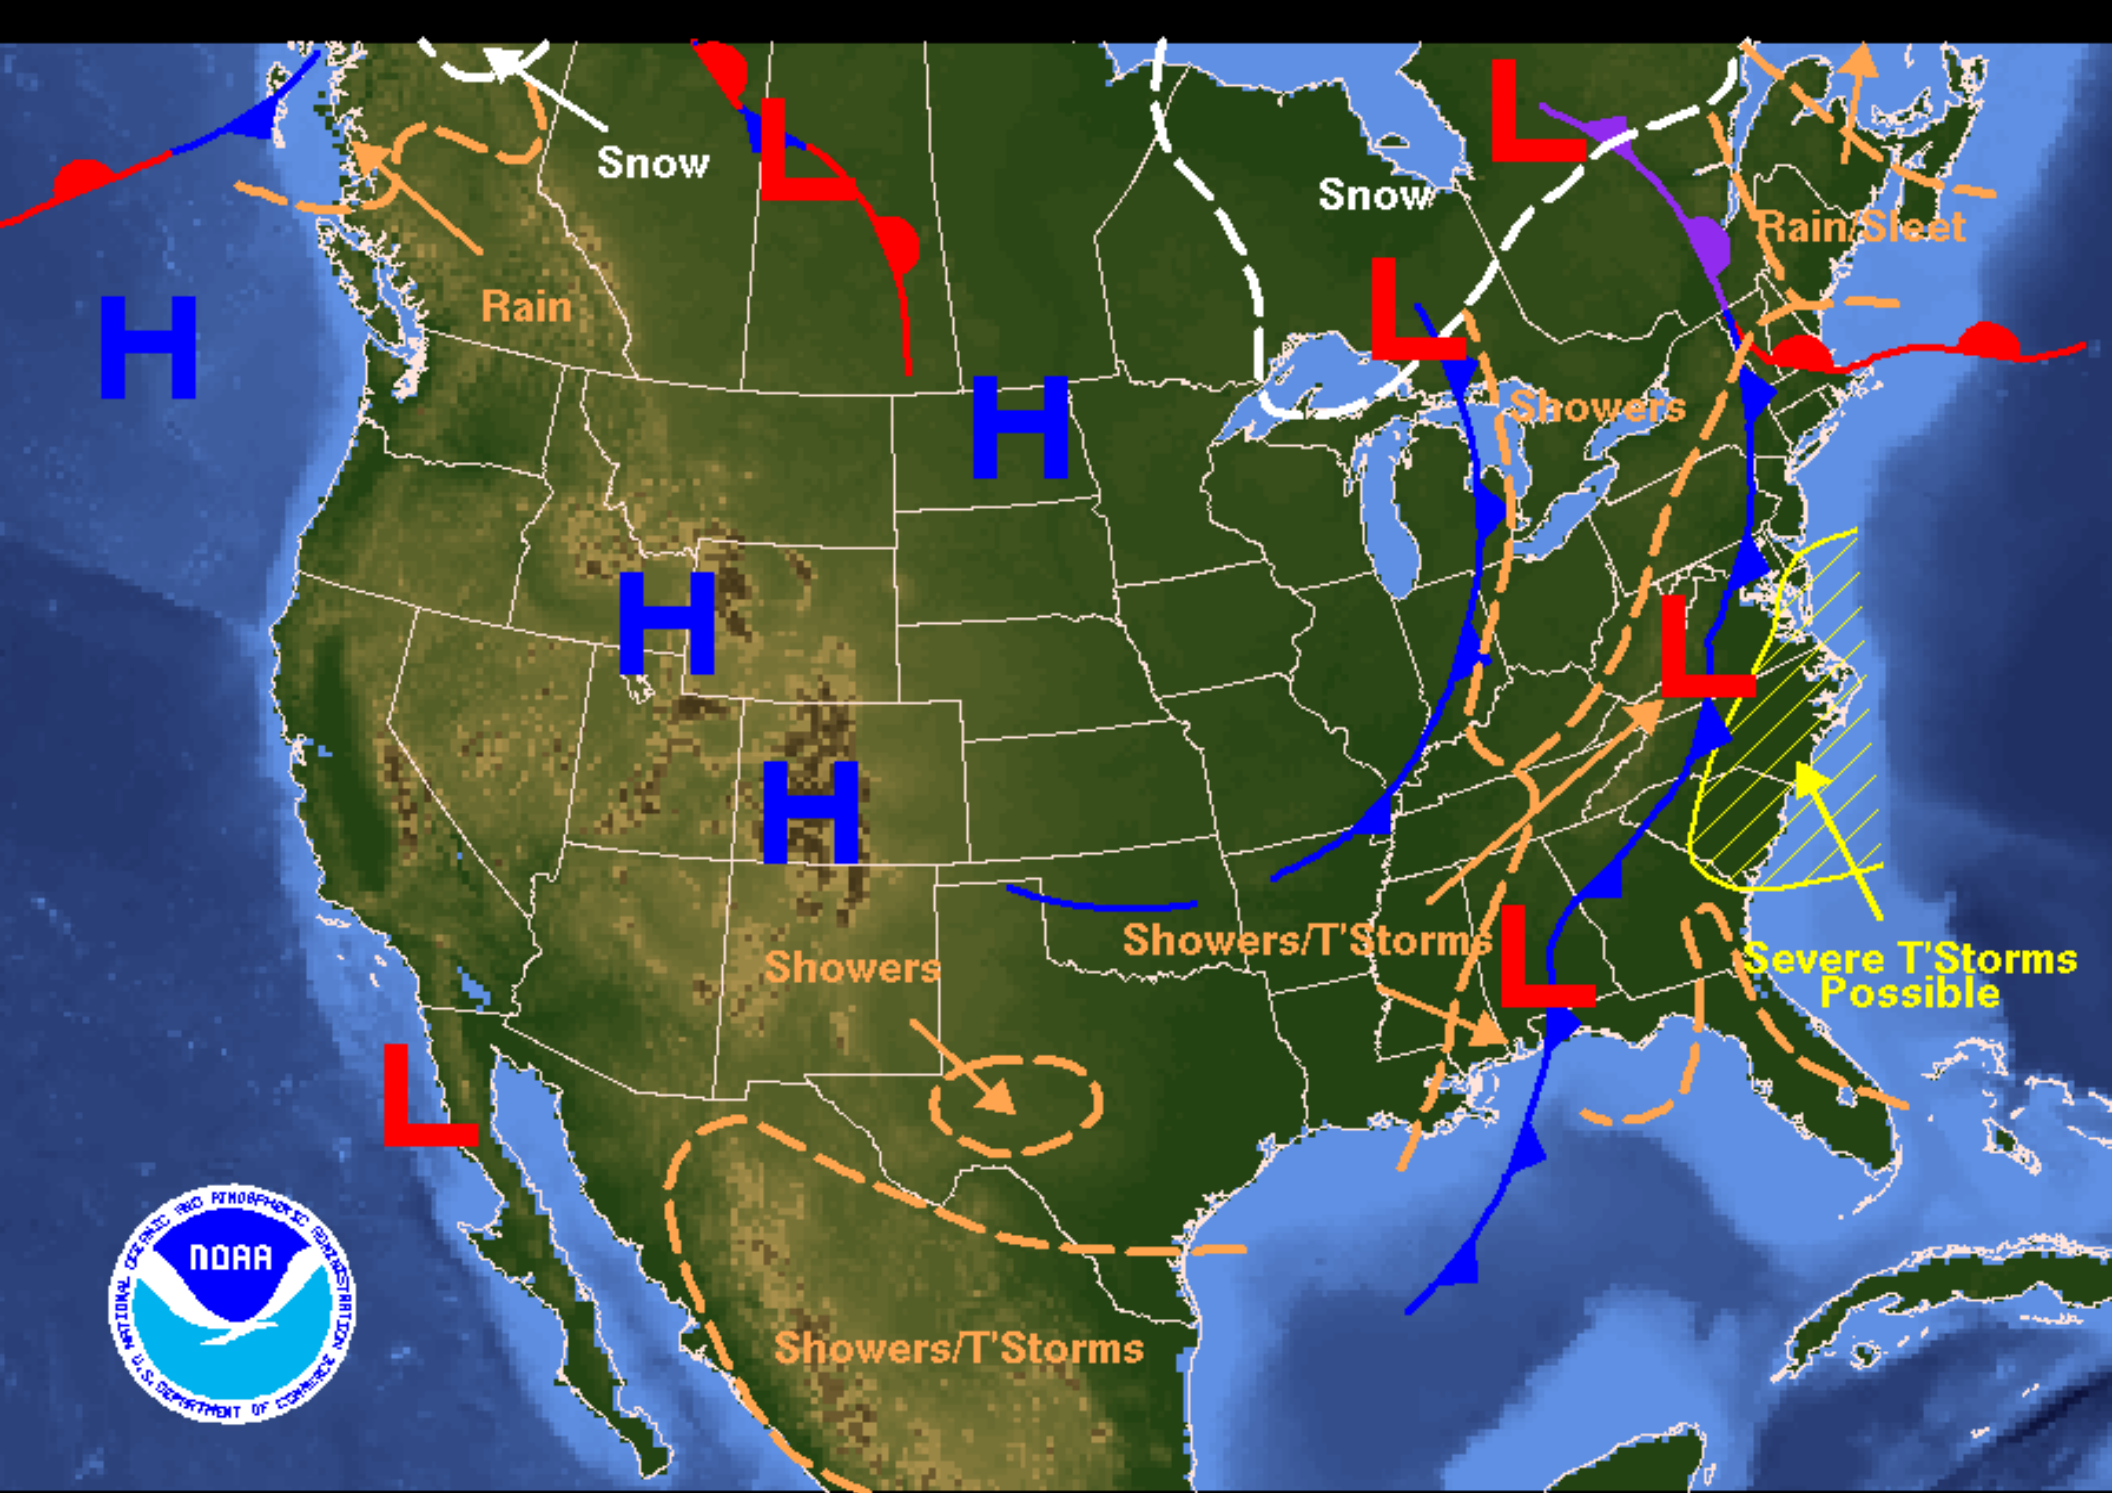 Snow
Snow
Rain/Sleet
H
L
L
Rain
L
H
H
Showers
H
L
H
Showers
Showers/T'Storms
L
Severe T'Storms
Possible
L
NATIONAL OCEANIC AND ATMOSPHERIC ADMINISTRATION
NOAA
U.S. DEPARTMENT OF COMMERCE
Showers/T'Storms